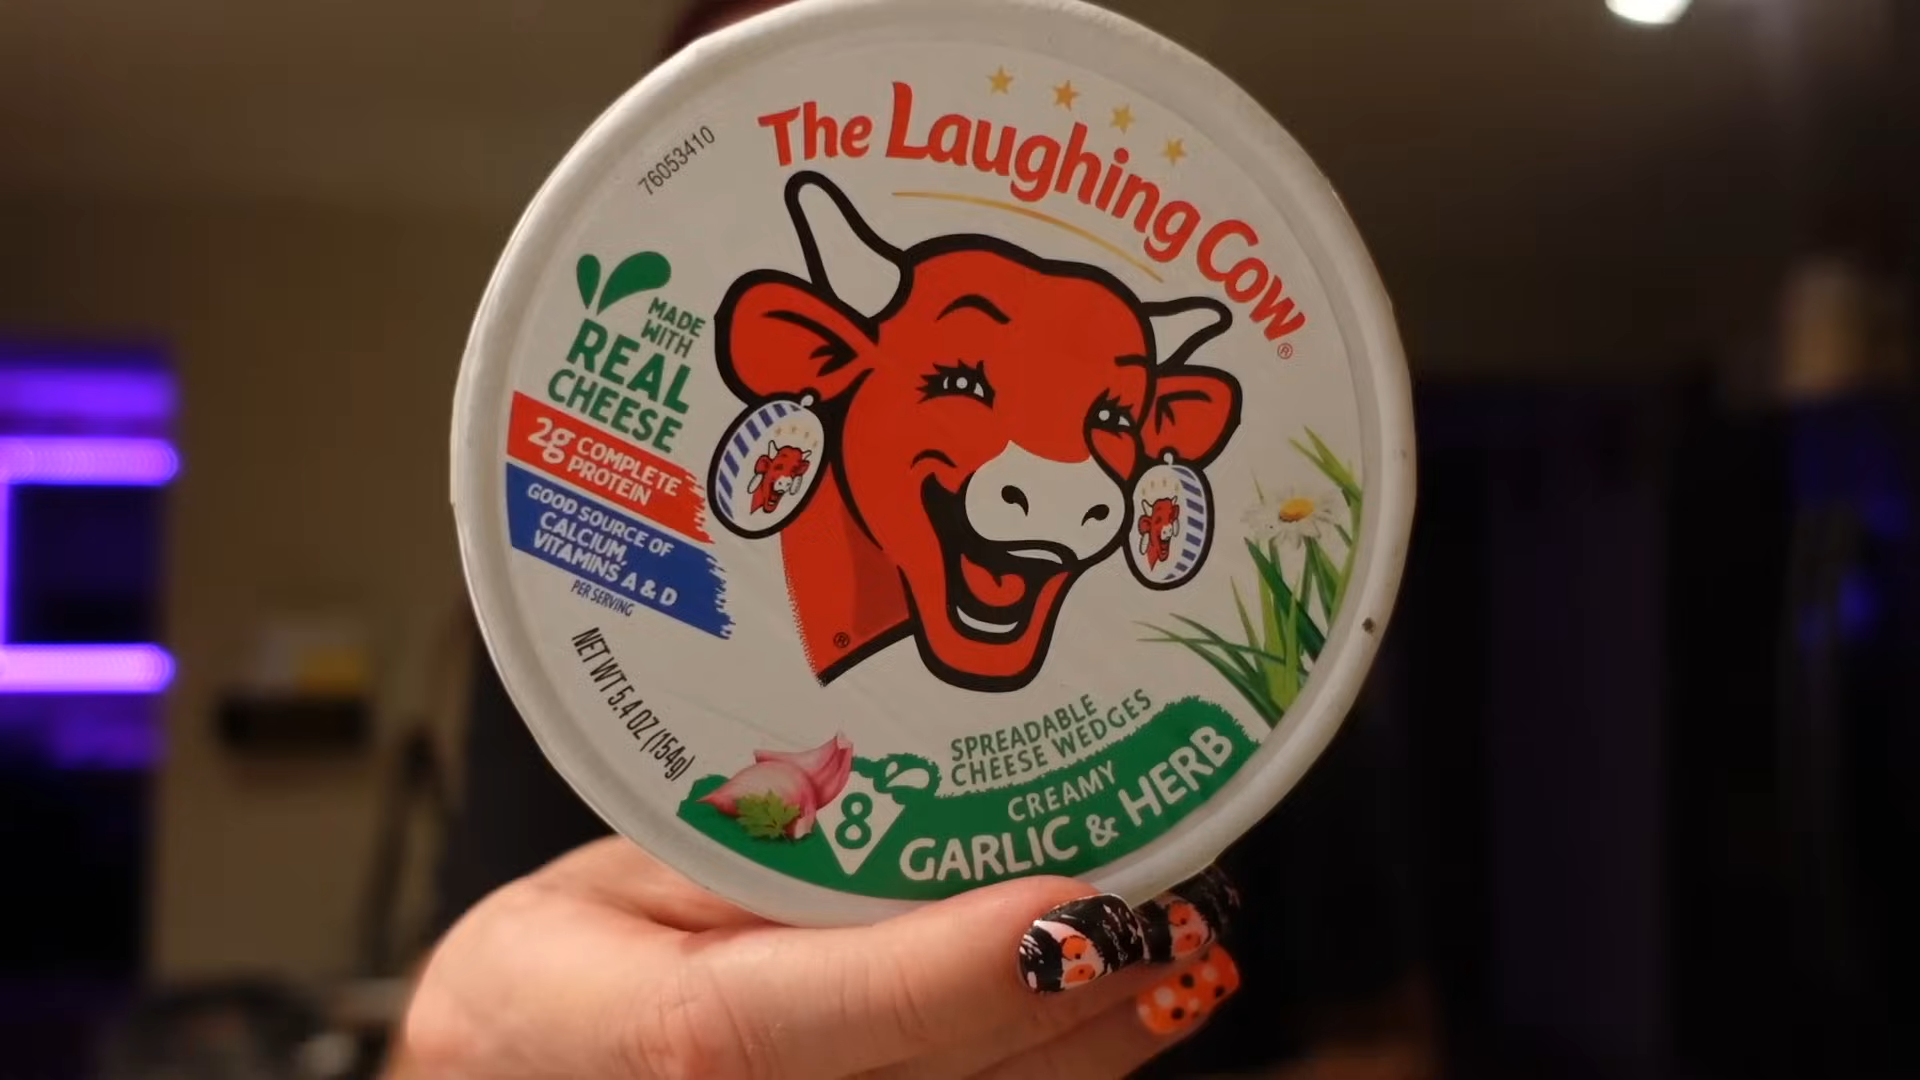 The Laughing Cow®
76053410
MADE
WITH
REAL
CHEESE
2g COMPLETE
PROTEIN
GOOD SOURCE OF
CALCIUM,
VITAMINS A & D
PER SERVING
NET WT 5.4 OZ (154g)
®
SPREADABLE
CHEESE WEDGES
8
CREAMY
GARLIC & HERB